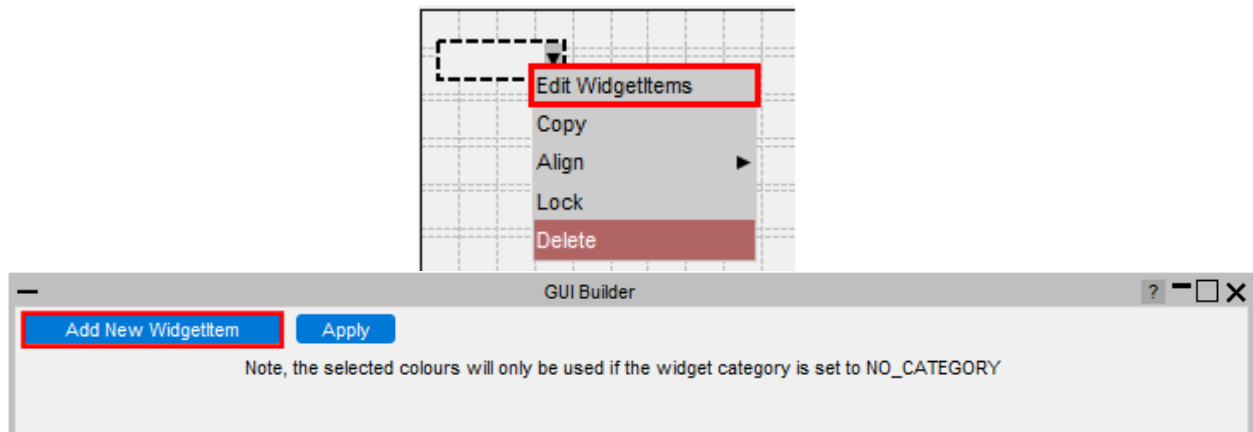 Edit WidgetItems
Copy
Align
Lock
Delete
GUI Builder
?
Add New WidgetItem Apply
Note, the selected colours will only be used if the widget category is set to NO_CATEGORY